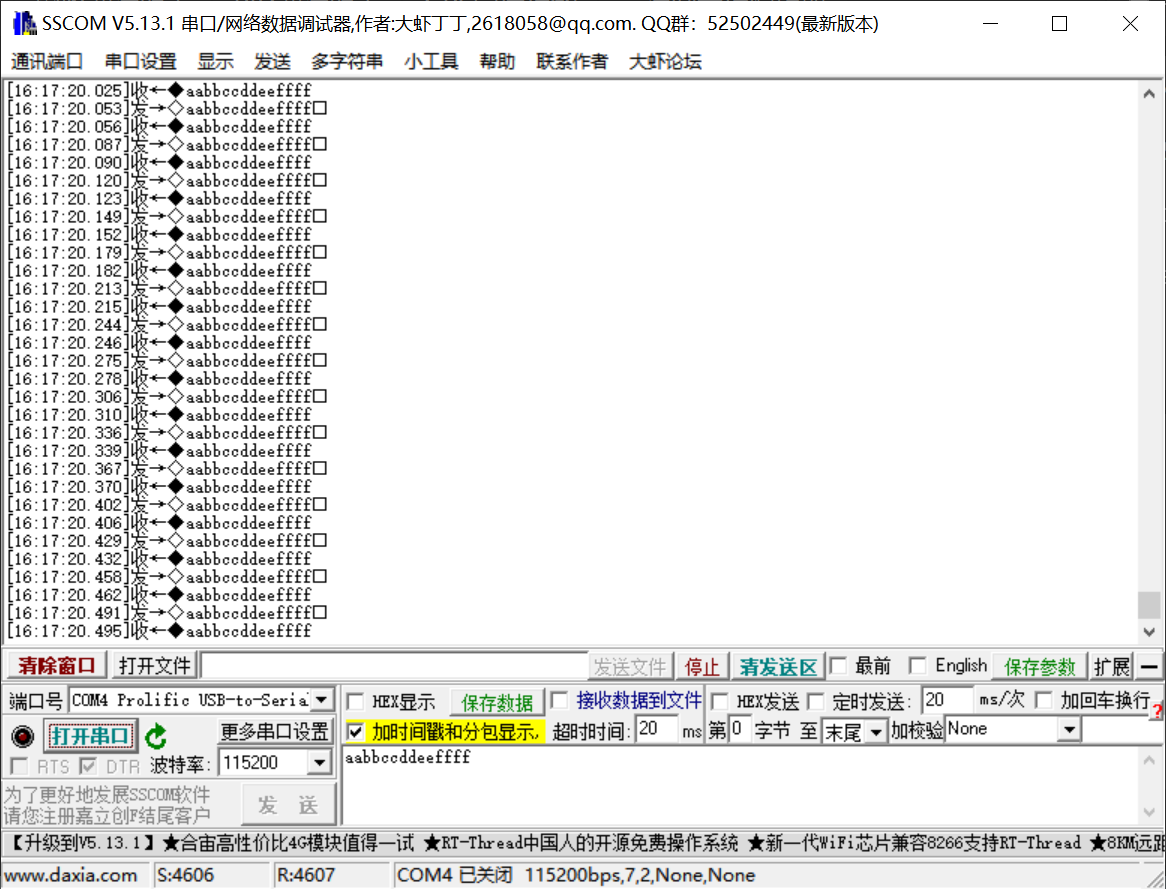 SSCOM V5.13.1 串口/网络数据调试器,作者:大虾丁丁,2618058@qq.com. QQ群: 52502449(最新版本)
通讯端口 串口设置 显示 发送 多字符串 小工具 帮助 联系作者 大虾论坛
[16:17:20.025]收←◆aabbccddeeffff
[16:17:20.053]发→◇aabbccddeeffff□
[16:17:20.056]收←◆aabbccddeeffff
[16:17:20.087]发→◇aabbccddeeffff□
[16:17:20.090]收←◆aabbccddeeffff
[16:17:20.120]发→◇aabbccddeeffff□
[16:17:20.123]收←◆aabbccddeeffff
[16:17:20.149]发→◇aabbccddeeffff□
[16:17:20.152]收←◆aabbccddeeffff
[16:17:20.179]发→◇aabbccddeeffff□
[16:17:20.182]收←◆aabbccddeeffff
[16:17:20.213]发→◇aabbccddeeffff□
[16:17:20.215]收←◆aabbccddeeffff
[16:17:20.244]发→◇aabbccddeeffff□
[16:17:20.246]收←◆aabbccddeeffff
[16:17:20.275]发→◇aabbccddeeffff□
[16:17:20.278]收←◆aabbccddeeffff
[16:17:20.306]发→◇aabbccddeeffff□
[16:17:20.310]收←◆aabbccddeeffff
[16:17:20.336]发→◇aabbccddeeffff□
[16:17:20.339]收←◆aabbccddeeffff
[16:17:20.367]发→◇aabbccddeeffff□
[16:17:20.370]收←◆aabbccddeeffff
[16:17:20.402]发→◇aabbccddeeffff□
[16:17:20.406]收←◆aabbccddeeffff
[16:17:20.429]发→◇aabbccddeeffff□
[16:17:20.432]收←◆aabbccddeeffff
[16:17:20.458]发→◇aabbccddeeffff□
[16:17:20.462]收←◆aabbccddeeffff
[16:17:20.491]发→◇aabbccddeeffff□
[16:17:20.495]收←◆aabbccddeeffff
清除窗口 打开文件 发送文件 停止 清发送区 最前 English 保存参数 扩展 —
端口号 COM4 Prolific USB-to-Seria HEX显示 保存数据 接收数据到文件 HEX发送 定时发送: 20 ms/次 加回车换行 ?
打开串口 更多串口设置 加时间戳和分包显示, 超时时间: 20 ms 第 0 字节 至 末尾 加校验 None
RTS DTR 波特率: 115200 aabbccddeeffff
为了更好地发展SSCOM软件
请您注册嘉立创F结尾客户
发 送
【升级到V5.13.1】★合宙高性价比4G模块值得一试 ★RT-Thread中国人的开源免费操作系统 ★新一代WiFi芯片兼容8266支持RT-Thread ★8KM远距
www.daxia.com S:4606 R:4607 COM4 已关闭 115200bps,7,2,None,None